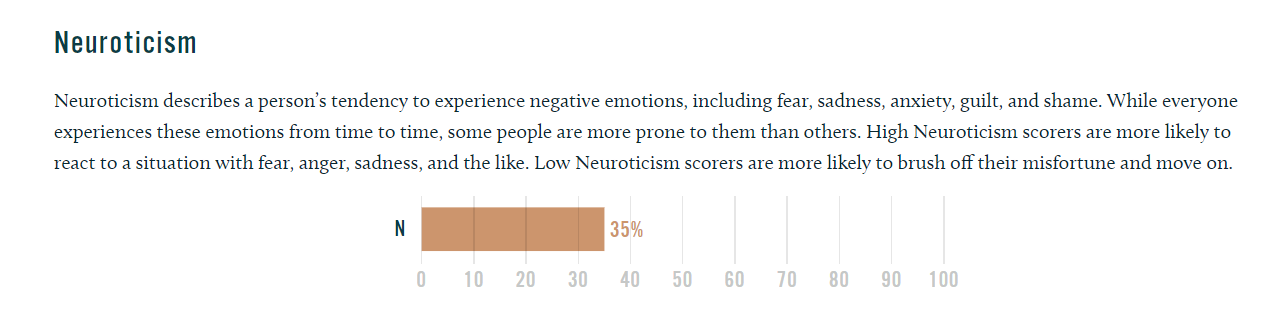 Neuroticism
Neuroticism describes a person’s tendency to experience negative emotions, including fear, sadness, anxiety, guilt, and shame. While everyone
experiences these emotions from time to time, some people are more prone to them than others. High Neuroticism scorers are more likely to
react to a situation with fear, anger, sadness, and the like. Low Neuroticism scorers are more likely to brush off their misfortune and move on.
N 35%
0 10 20 30 40 50 60 70 80 90 100